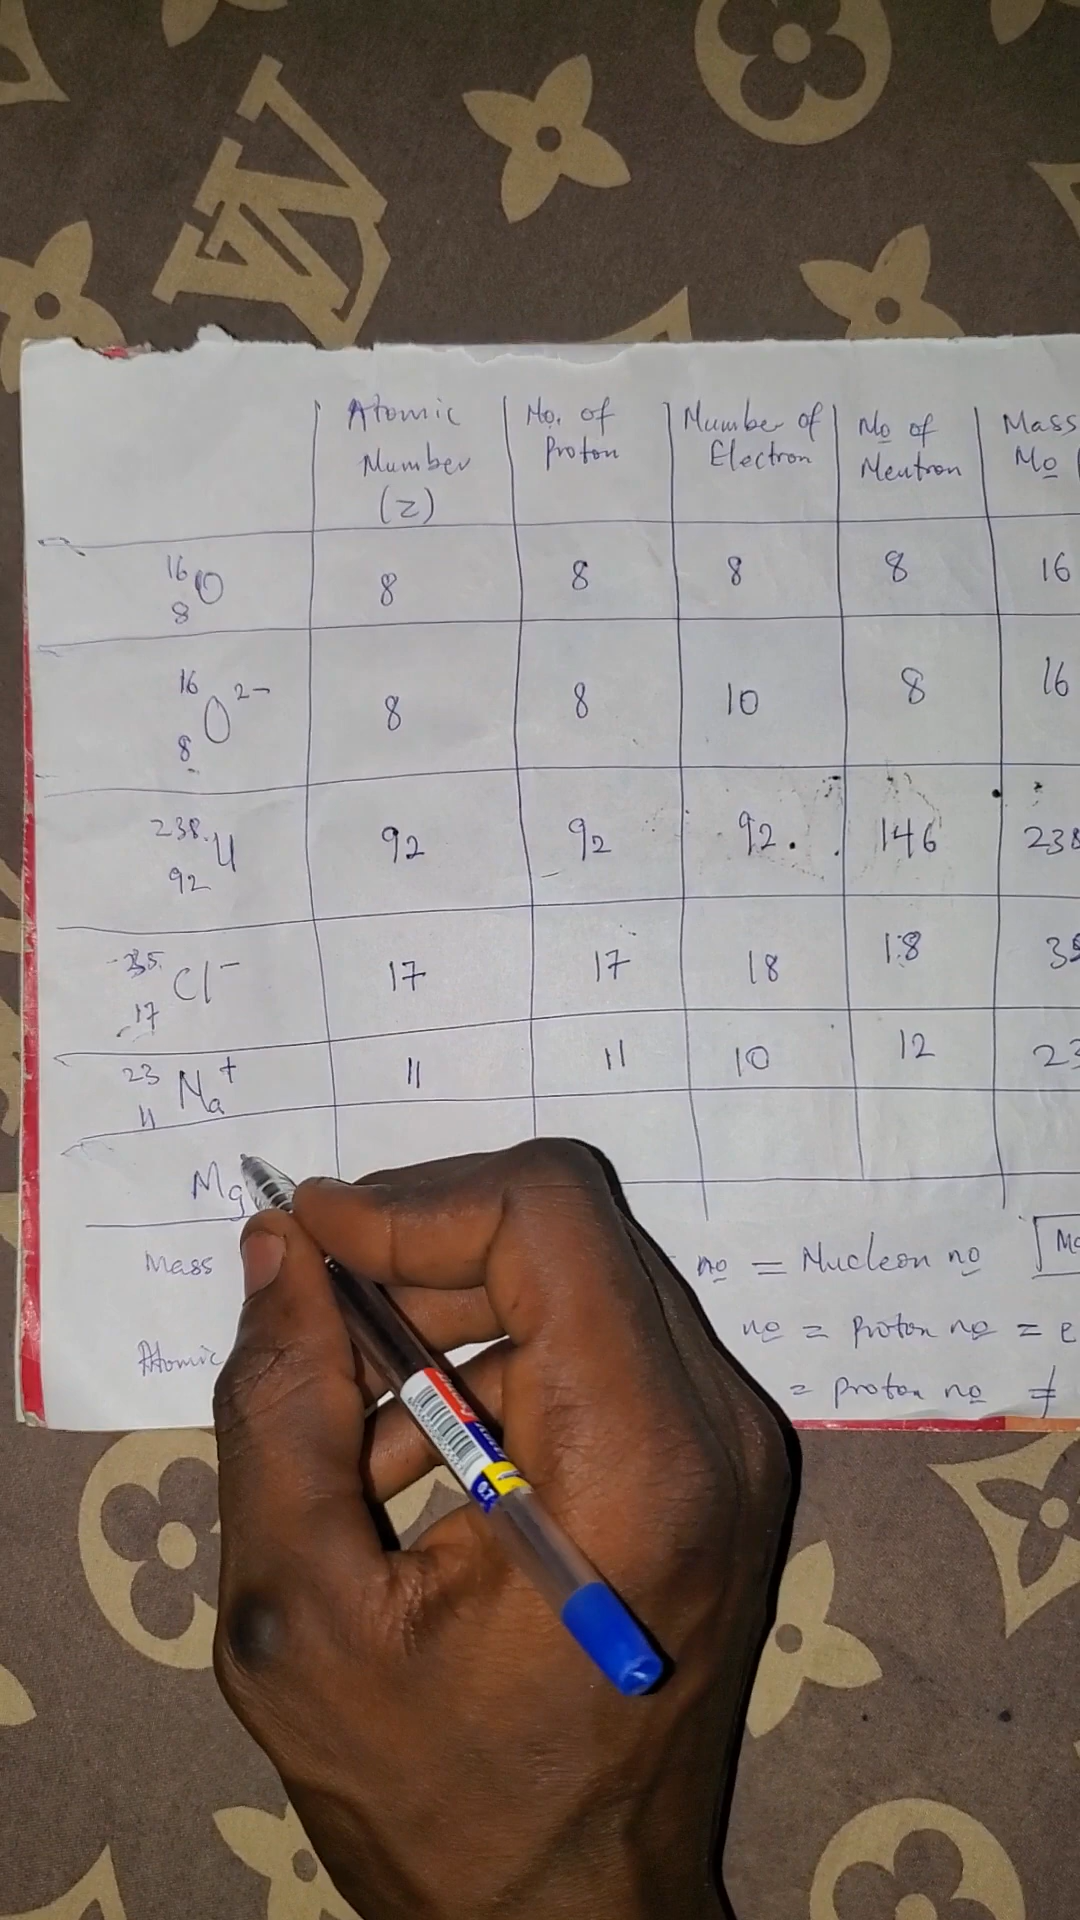 Atomic Number (Z) | No. of Proton | Number of Electron | No of Neutron | Mass No
16 8 O | 8 | 8 | 8 | 8 | 16
16 8 O 2- | 8 | 8 | 10 | 8 | 16
238 92 U | 92 | 92 | 92 | 146 | 238
35 17 Cl - | 17 | 17 | 18 | 18 | 35
23 11 Na + | 11 | 11 | 10 | 12 | 23
Mg
Mass no = Nucleon no
Atomic no = proton no = e
= proton no ≠